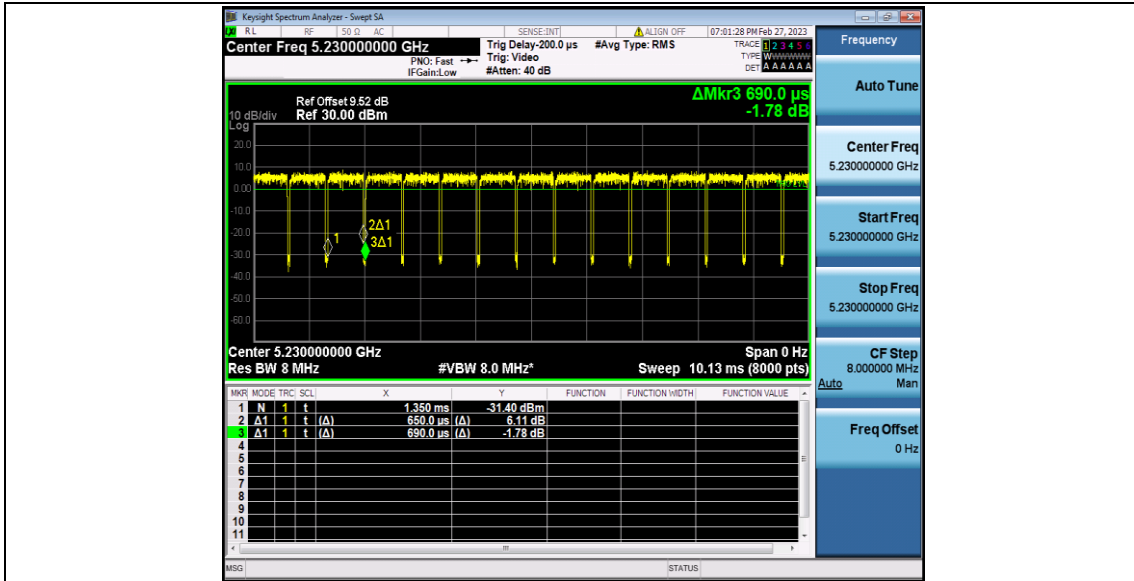 Keysight Spectrum Analyzer - Swept SA
RL RF 50 Ω AC SENSE:INT ALIGN OFF 07:01:28 PM Feb 27, 2023
Center Freq 5.230000000 GHz
PNO: Fast
IFGain:Low
Trig Delay-200.0 µs #Avg Type: RMS
Trig: Video
#Atten: 40 dB
TRACE 1 2 3 4 5 6
TYPE WWWWWW
DET A A A A A A
ΔMkr3 690.0 µs
-1.78 dB
Ref Offset 9.52 dB
10 dB/div Ref 30.00 dBm
Log
20.0
10.0
0.00
-10.0
-20.0
-30.0
-40.0
-50.0
-60.0
1
2Δ1
3Δ1
Center 5.230000000 GHz Span 0 Hz
Res BW 8 MHz #VBW 8.0 MHz* Sweep 10.13 ms (8000 pts)
MKR MODE TRC SCL X Y FUNCTION FUNCTION WIDTH FUNCTION VALUE
1 N 1 t 1.350 ms -31.40 dBm
2 Δ1 1 t (Δ) 650.0 µs (Δ) 6.11 dB
3 Δ1 1 t (Δ) 690.0 µs (Δ) -1.78 dB
4
5
6
7
8
9
10
11
MSG STATUS
Frequency
Auto Tune
Center Freq
5.230000000 GHz
Start Freq
5.230000000 GHz
Stop Freq
5.230000000 GHz
CF Step
8.000000 MHz
Auto Man
Freq Offset
0 Hz